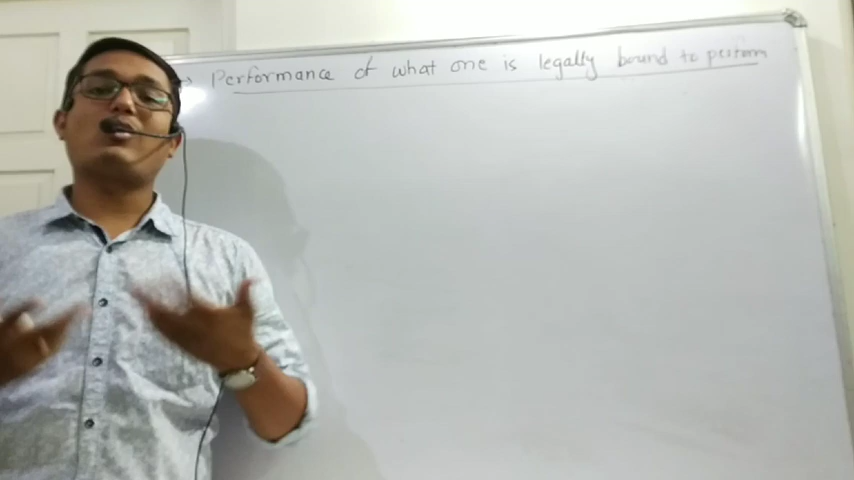 → Performance of what one is legally bound to perform